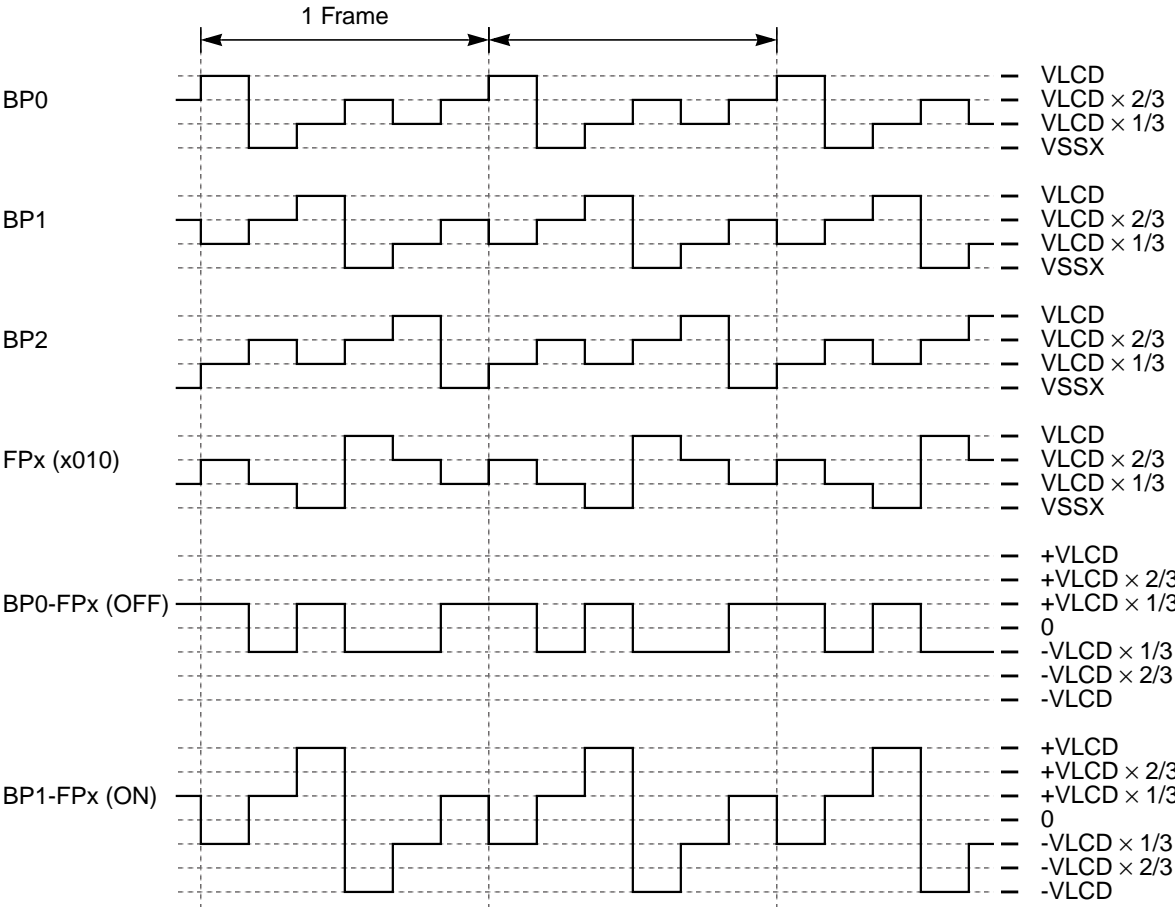 1 Frame
BP0
VLCD
VLCD × 2/3
VLCD × 1/3
VSSX
BP1
VLCD
VLCD × 2/3
VLCD × 1/3
VSSX
BP2
VLCD
VLCD × 2/3
VLCD × 1/3
VSSX
FPx (x010)
VLCD
VLCD × 2/3
VLCD × 1/3
VSSX
BP0-FPx (OFF)
+VLCD
+VLCD × 2/3
+VLCD × 1/3
0
-VLCD × 1/3
-VLCD × 2/3
-VLCD
BP1-FPx (ON)
+VLCD
+VLCD × 2/3
+VLCD × 1/3
0
-VLCD × 1/3
-VLCD × 2/3
-VLCD